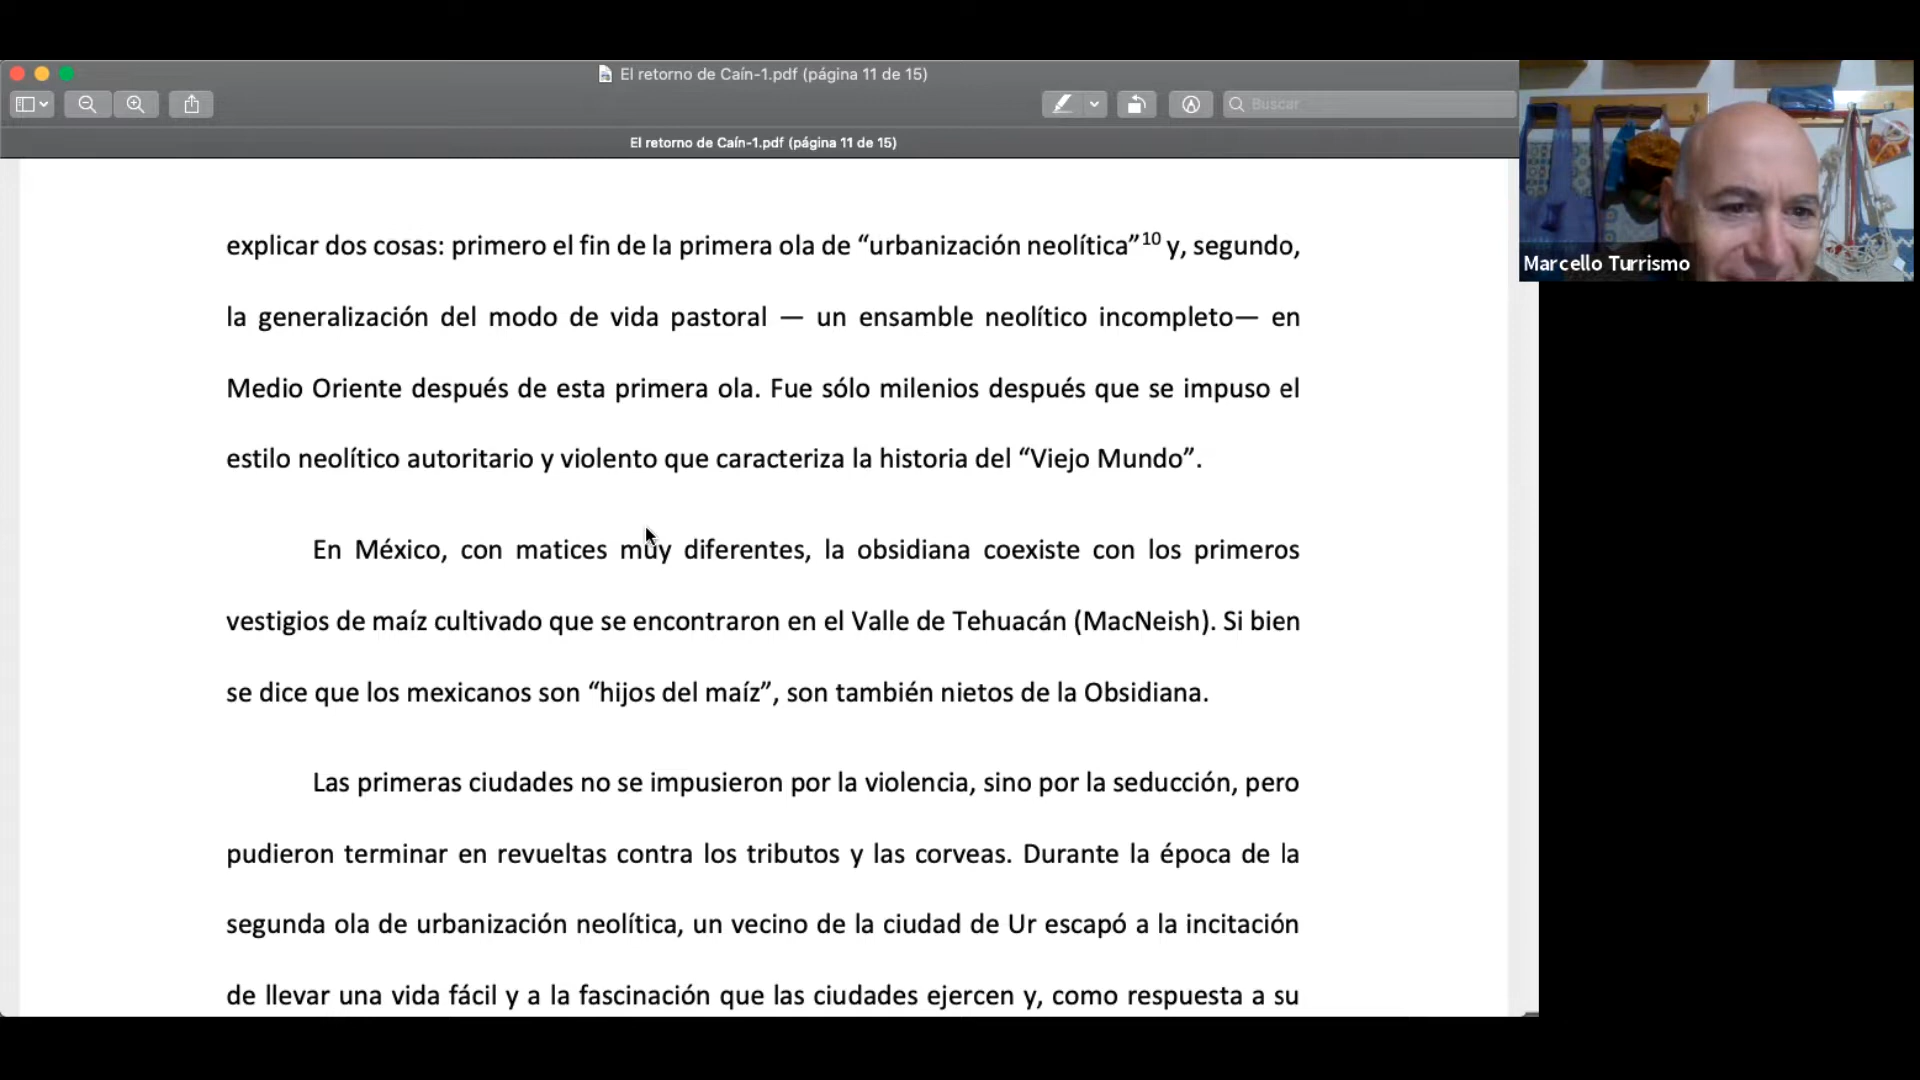 El retorno de Caín-1.pdf (página 11 de 15)
Buscar
El retorno de Caín-1.pdf (página 11 de 15)
Marcello Turrismo
explicar dos cosas: primero el fin de la primera ola de “urbanización neolítica”10 y, segundo,
la generalización del modo de vida pastoral — un ensamble neolítico incompleto— en
Medio Oriente después de esta primera ola. Fue sólo milenios después que se impuso el
estilo neolítico autoritario y violento que caracteriza la historia del “Viejo Mundo”.
En México, con matices muy diferentes, la obsidiana coexiste con los primeros
vestigios de maíz cultivado que se encontraron en el Valle de Tehuacán (MacNeish). Si bien
se dice que los mexicanos son “hijos del maíz”, son también nietos de la Obsidiana.
Las primeras ciudades no se impusieron por la violencia, sino por la seducción, pero
pudieron terminar en revueltas contra los tributos y las corveas. Durante la época de la
segunda ola de urbanización neolítica, un vecino de la ciudad de Ur escapó a la incitación
de llevar una vida fácil y a la fascinación que las ciudades ejercen y, como respuesta a su